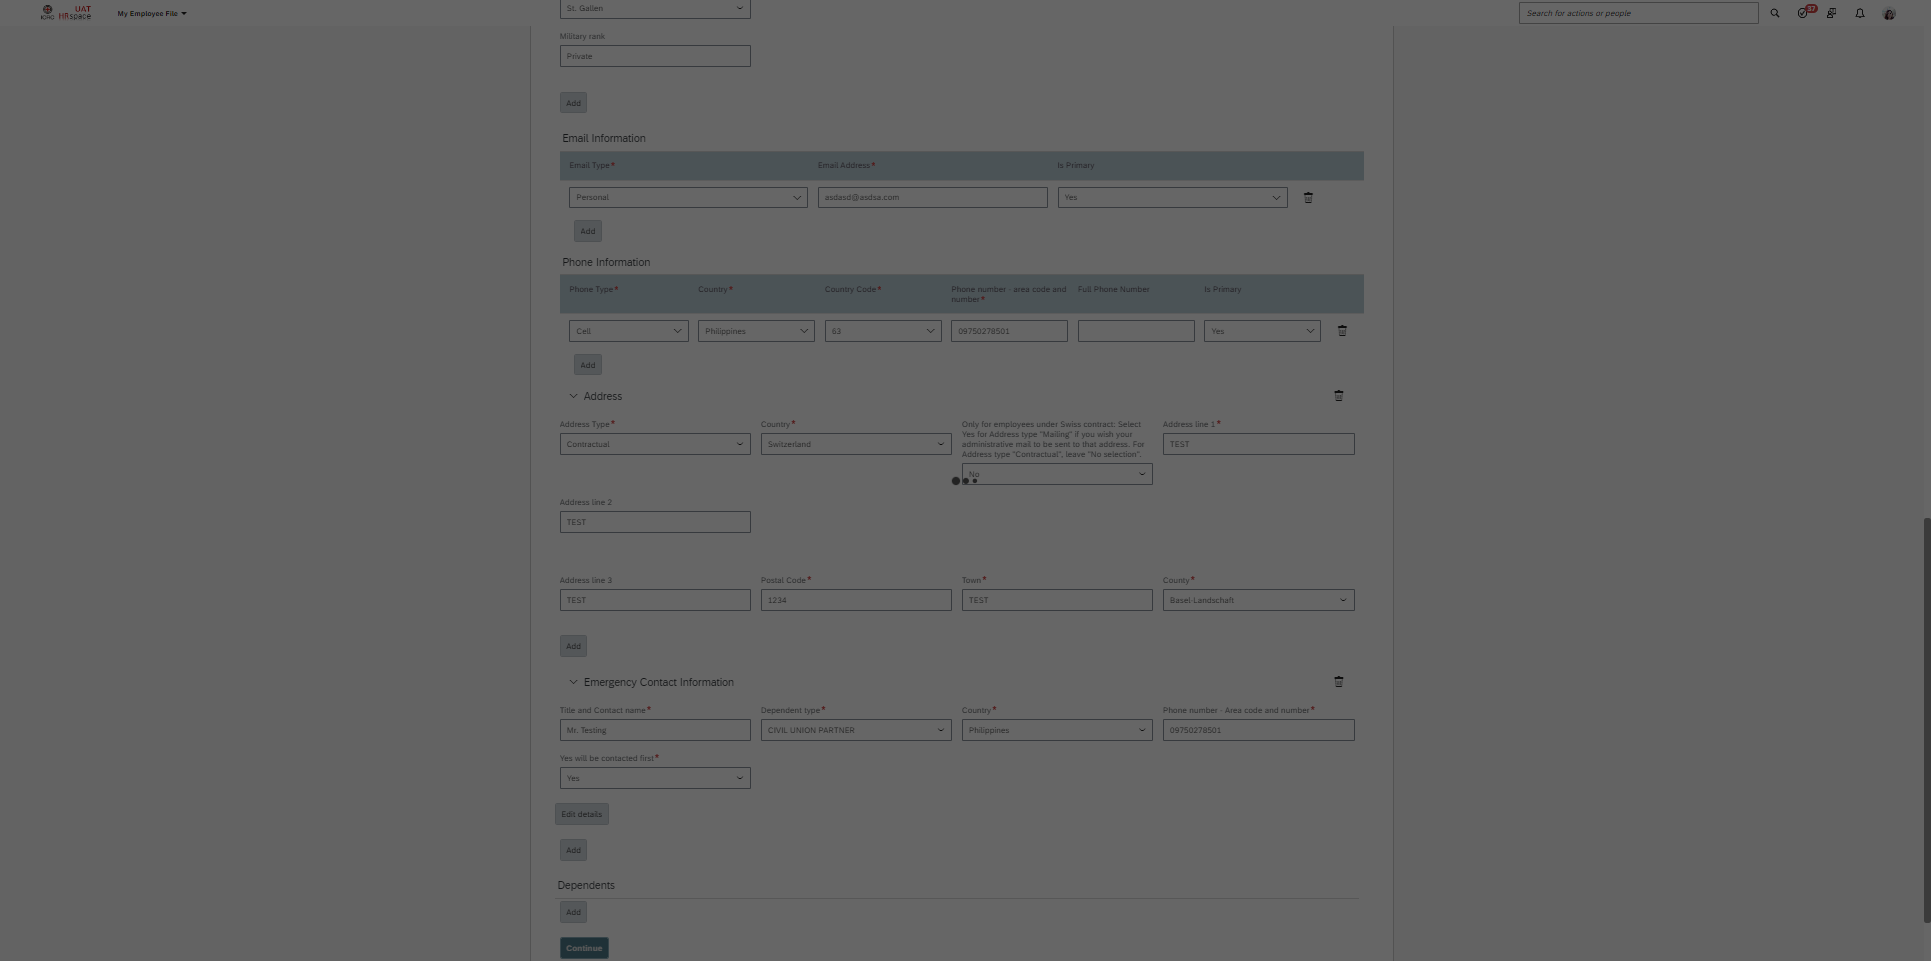 ICRC
UAT
HRspace
My Employee File
Search for actions or people
37
St. Gallen
Military rank
Private
Add
Email Information
Email Type*
Email Address*
Is Primary
Personal
asdasd@asdsa.com
Yes
Add
Phone Information
Phone Type*
Country*
Country Code*
Phone number - area code and
number*
Full Phone Number
Is Primary
Cell
Philippines
63
09750278501
Yes
Add
Address
Address Type*
Country*
Only for employees under Swiss contract: Select
Yes for Address type "Mailing" if you wish your
administrative mail to be sent to that address. For
Address type "Contractual", leave "No selection".
Address line 1*
Contractual
Switzerland
No
TEST
Address line 2
TEST
Address line 3
Postal Code*
Town*
County*
TEST
1234
TEST
Basel-Landschaft
Add
Emergency Contact Information
Title and Contact name*
Dependent type*
Country*
Phone number - Area code and number*
Mr. Testing
CIVIL UNION PARTNER
Philippines
09750278501
Yes will be contacted first*
Yes
Edit details
Add
Dependents
Add
Continue